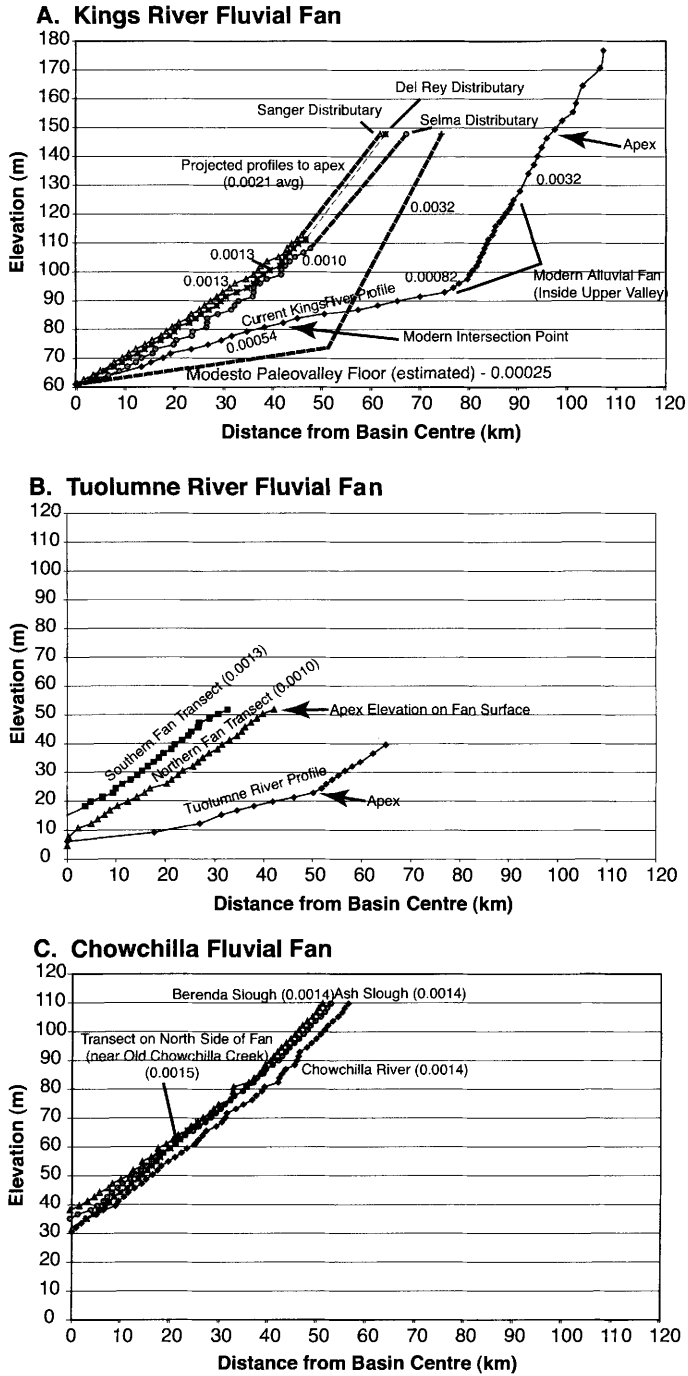 A. Kings River Fluvial Fan
180
170
160
150
140
130
120
110
100
90
80
70
60
Elevation (m)
Del Rey Distributary
Sanger Distributary
Selma Distributary
Apex
Projected profiles to apex
(0.0021 avg)
0.0032
0.0032
0.0013
0.0010
0.0013
0.00082
Modern Alluvial Fan
(Inside Upper Valley)
Current Kings River Profile
Modern Intersection Point
0.00054
Modesto Paleovalley Floor (estimated) - 0.00025
0 10 20 30 40 50 60 70 80 90 100 110 120
Distance from Basin Centre (km)
B. Tuolumne River Fluvial Fan
120
110
100
90
80
70
60
50
40
30
20
10
0
Elevation (m)
Southern Fan Transect (0.0013)
Northern Fan Transect (0.0010)
Apex Elevation on Fan Surface
Tuolumne River Profile
Apex
0 10 20 30 40 50 60 70 80 90 100 110 120
Distance from Basin Centre (km)
C. Chowchilla Fluvial Fan
120
110
100
90
80
70
60
50
40
30
20
10
0
Elevation (m)
Berenda Slough (0.0014) Ash Slough (0.0014)
Transect on North Side of Fan
(near Old Chowchilla Creek)
(0.0015)
Chowchilla River (0.0014)
0 10 20 30 40 50 60 70 80 90 100 110 120
Distance from Basin Centre (km)